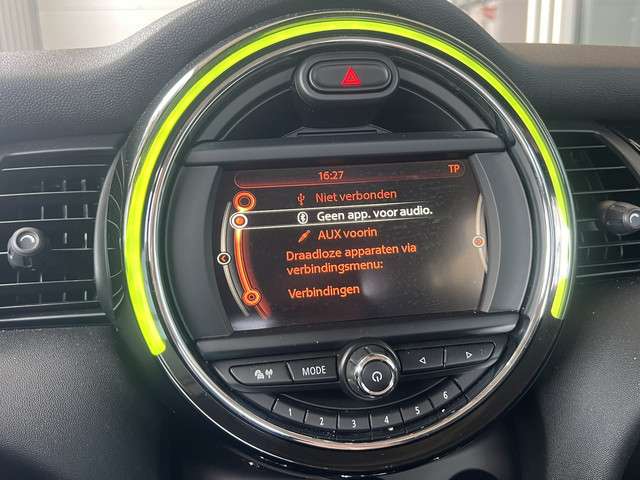 16:27 TP
Niet verbonden
Geen app. voor audio.
AUX voorin
Draadloze apparaten via
verbindingsmenu:
Verbindingen
MODE
1 2 3 4 5 6